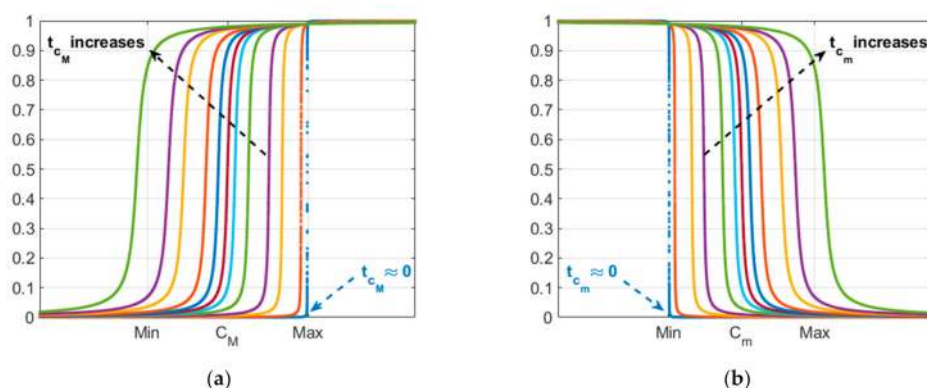 1
0.9
0.8
0.7
0.6
0.5
0.4
0.3
0.2
0.1
0
t_cM increases
t_cM ≈ 0
Min
C_M
Max
(a)
1
0.9
0.8
0.7
0.6
0.5
0.4
0.3
0.2
0.1
0
t_cm increases
t_cm ≈ 0
Min
C_m
Max
(b)